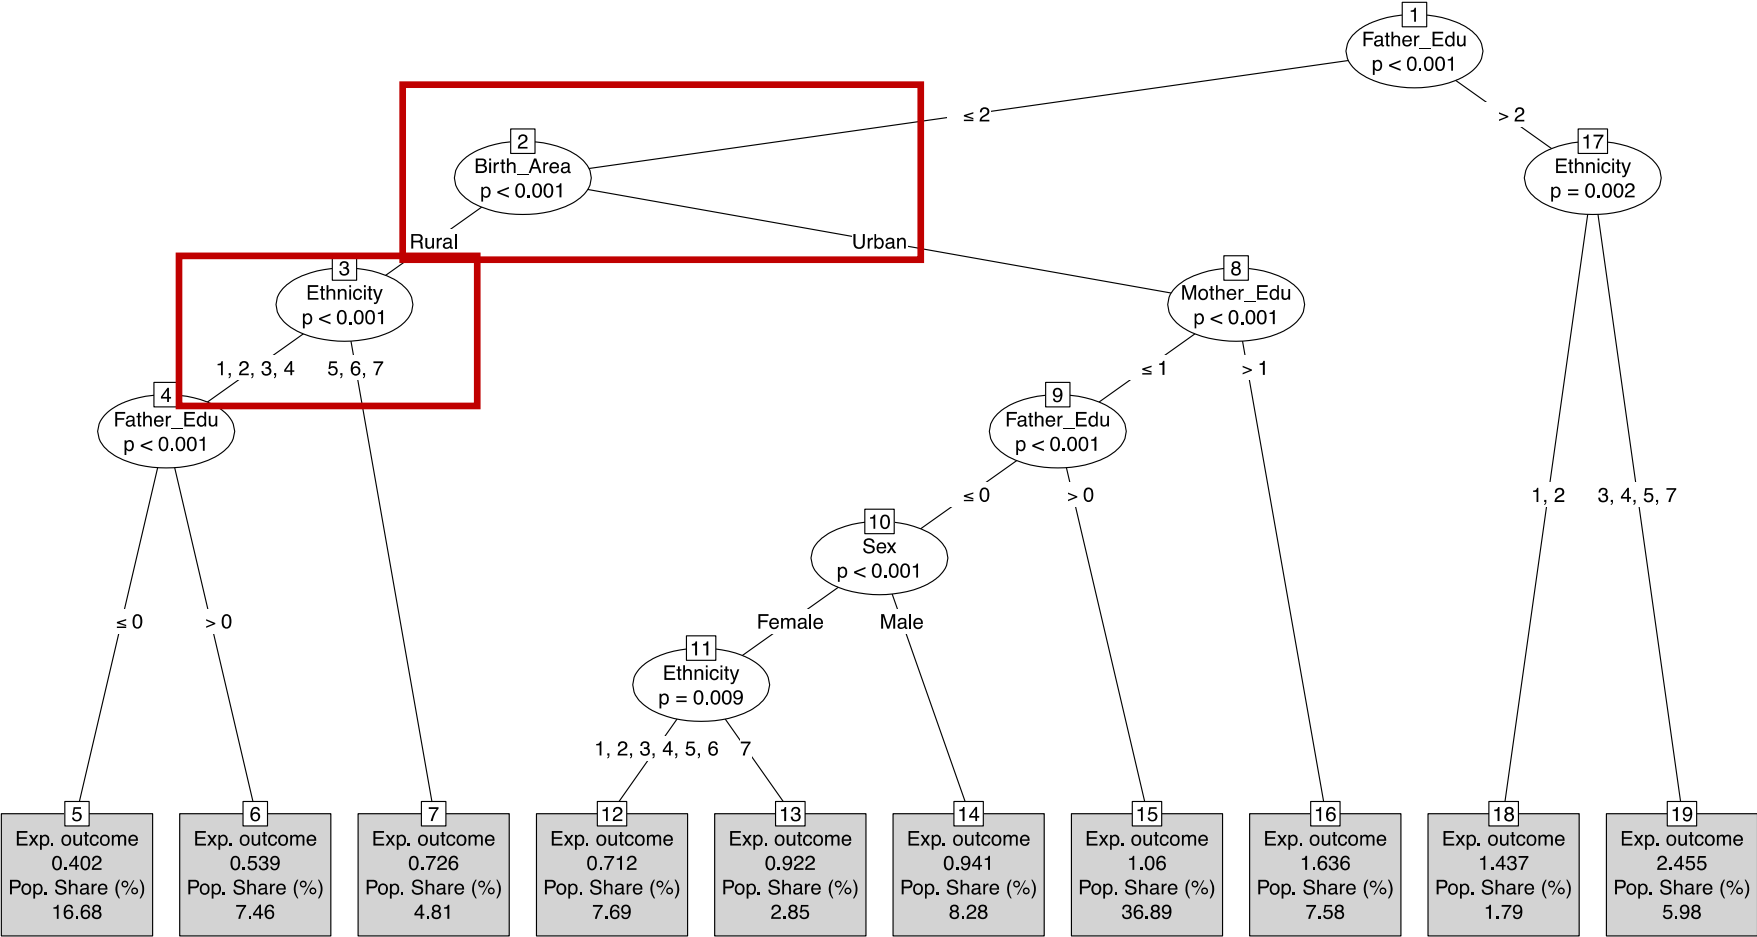 1
Father_Edu
p < 0.001
≤ 2
> 2
2
Birth_Area
p < 0.001
17
Ethnicity
p = 0.002
Rural
Urban
3
Ethnicity
p < 0.001
8
Mother_Edu
p < 0.001
1, 2, 3, 4
5, 6, 7
≤ 1
> 1
4
Father_Edu
p < 0.001
9
Father_Edu
p < 0.001
≤ 0
> 0
1, 2
3, 4, 5, 7
10
Sex
p < 0.001
≤ 0
> 0
Female
Male
11
Ethnicity
p = 0.009
1, 2, 3, 4, 5, 6
7
5
Exp. outcome
0.402
Pop. Share (%)
16.68
6
Exp. outcome
0.539
Pop. Share (%)
7.46
7
Exp. outcome
0.726
Pop. Share (%)
4.81
12
Exp. outcome
0.712
Pop. Share (%)
7.69
13
Exp. outcome
0.922
Pop. Share (%)
2.85
14
Exp. outcome
0.941
Pop. Share (%)
8.28
15
Exp. outcome
1.06
Pop. Share (%)
36.89
16
Exp. outcome
1.636
Pop. Share (%)
7.58
18
Exp. outcome
1.437
Pop. Share (%)
1.79
19
Exp. outcome
2.455
Pop. Share (%)
5.98